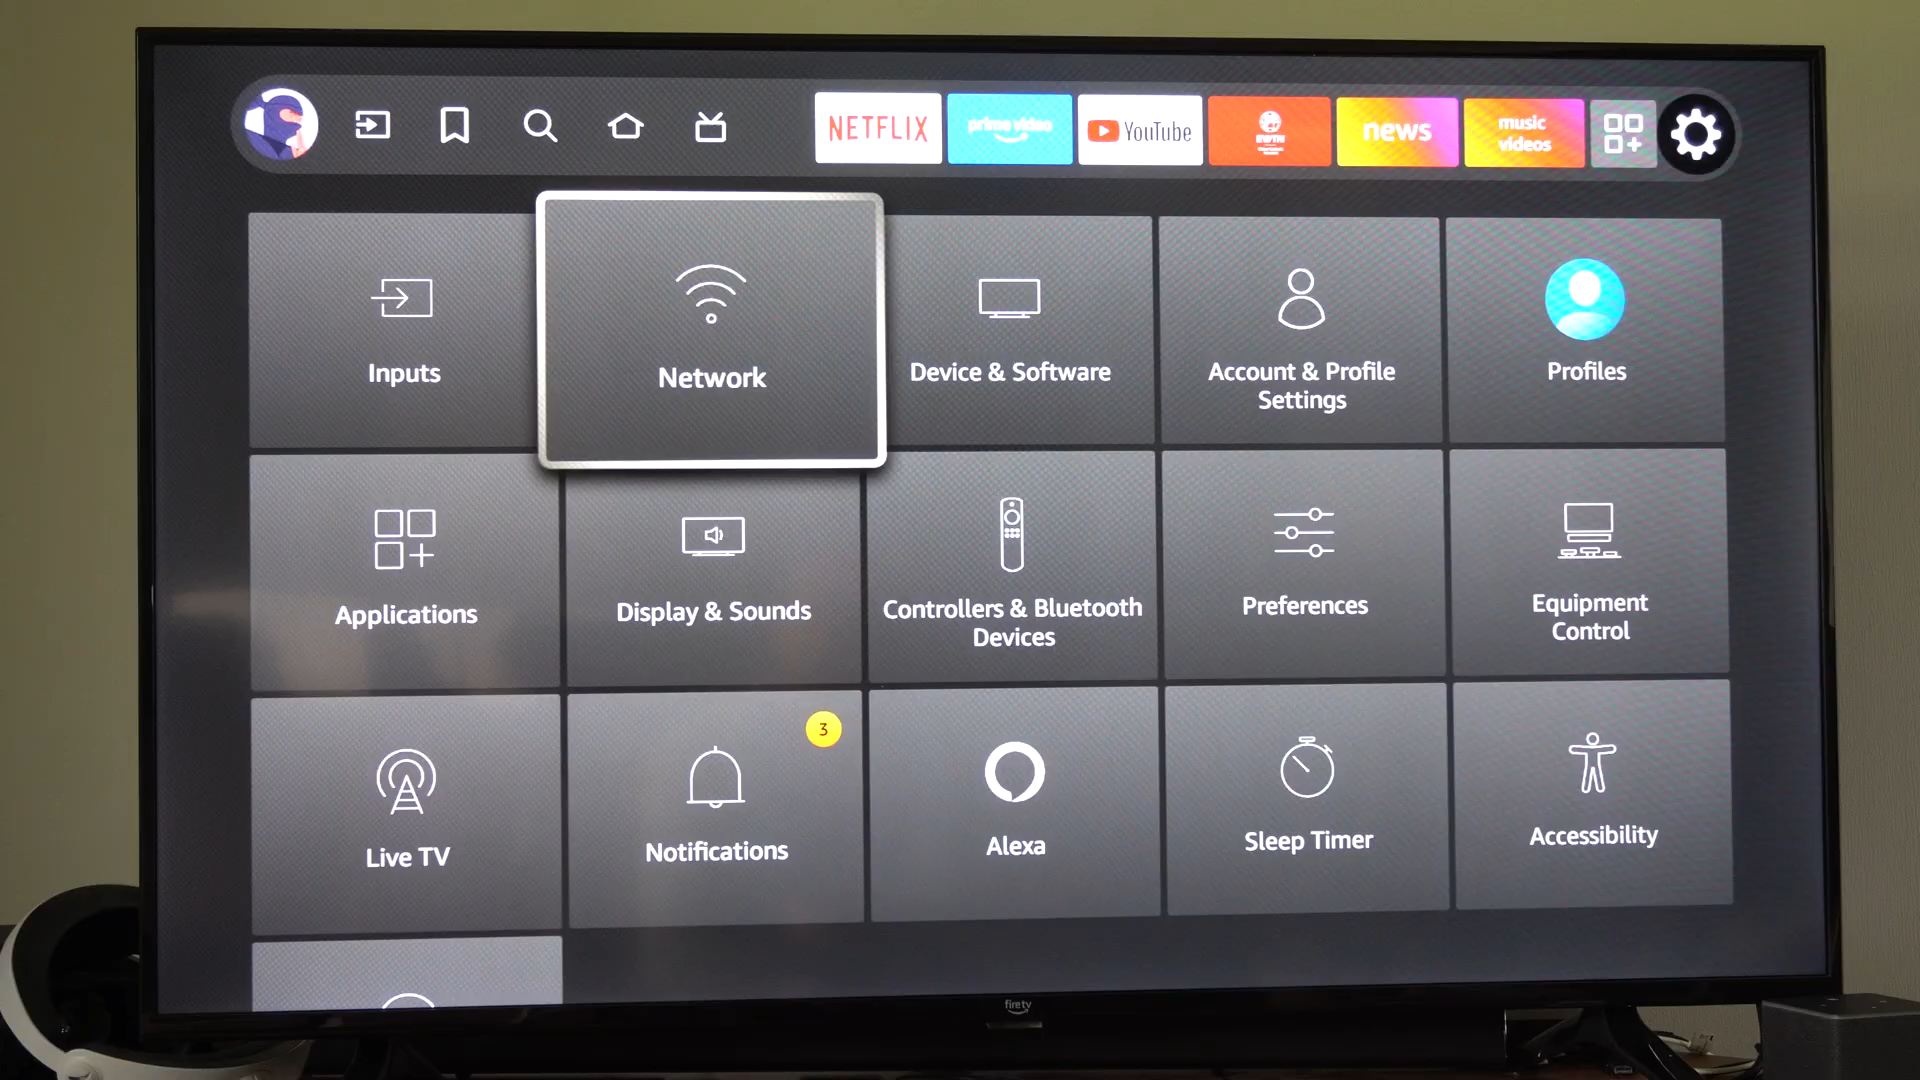 NETFLIX
prime video
YouTube
EWTN
news
music
videos
Inputs
Network
Device & Software
Account & Profile
Settings
Profiles
Applications
Display & Sounds
Controllers & Bluetooth
Devices
Preferences
Equipment
Control
Live TV
3
Notifications
Alexa
Sleep Timer
Accessibility
firetv